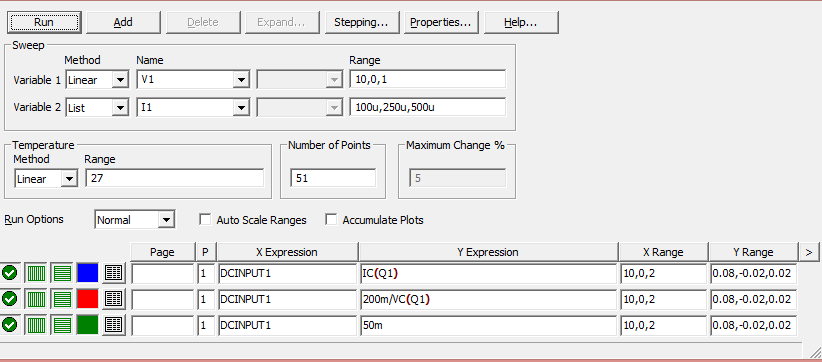 Run Add Delete Expand... Stepping... Properties... Help...
Sweep
Method Name Range
Variable 1 Linear V1 10,0,1
Variable 2 List I1 100u,250u,500u
Temperature Number of Points Maximum Change %
Method Range
Linear 27 51 5
Run Options Normal Auto Scale Ranges Accumulate Plots
Page P X Expression Y Expression X Range Y Range >
1 DCINPUT1 IC(Q1) 10,0,2 0.08,-0.02,0.02
1 DCINPUT1 200m/VC(Q1) 10,0,2 0.08,-0.02,0.02
1 DCINPUT1 50m 10,0,2 0.08,-0.02,0.02